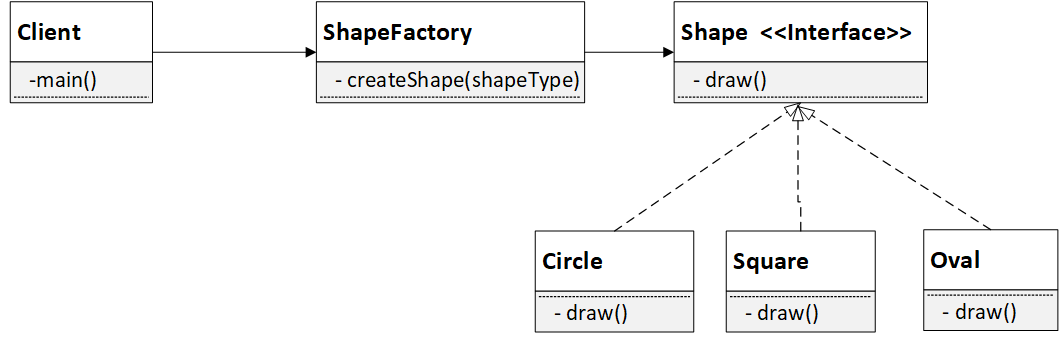 Client
-main()
ShapeFactory
- createShape(shapeType)
Shape <<Interface>>
- draw()
Circle
- draw()
Square
- draw()
Oval
- draw()